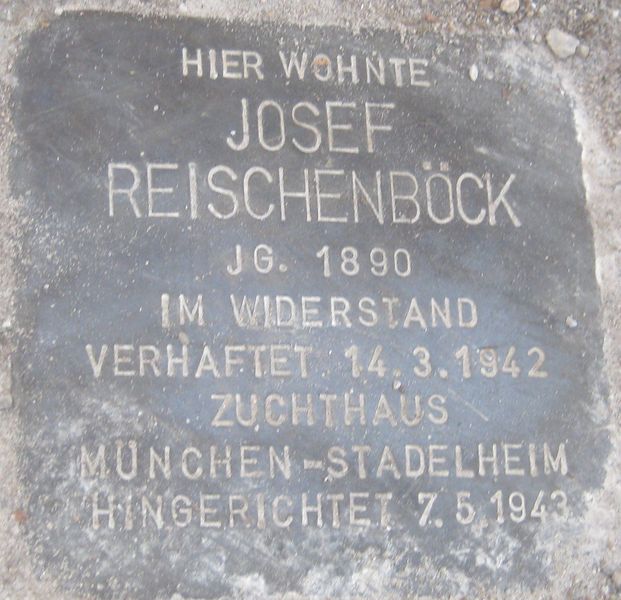 HIER WOHNTE
JOSEF
REISCHENBÖCK
JG. 1890
IM WIDERSTAND
VERHAFTET 14.3.1942
ZUCHTHAUS
MÜNCHEN-STADELHEIM
HINGERICHTET 7.5.1943